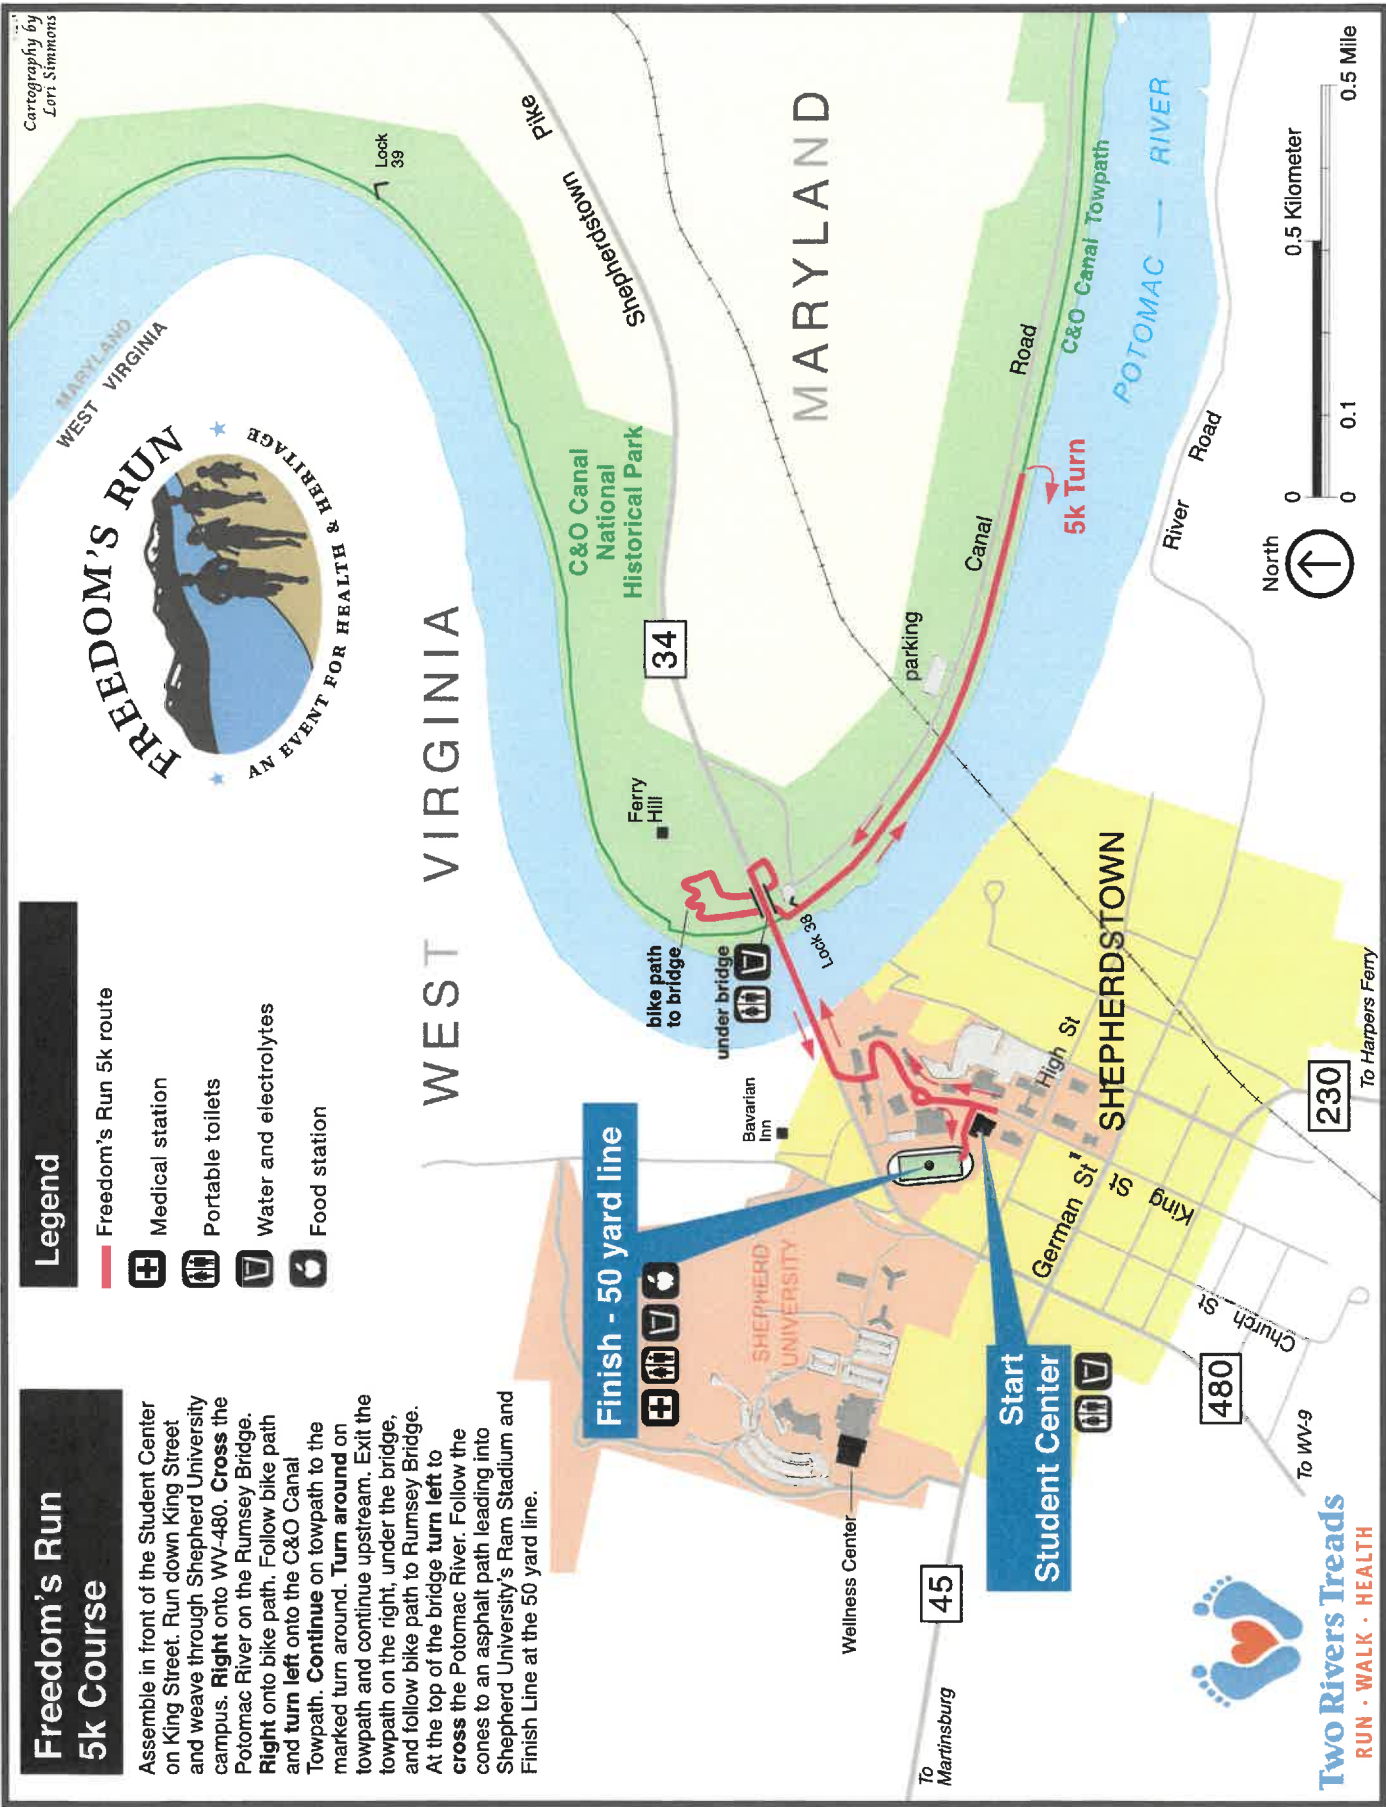 Freedom's Run
5k Course
Assemble in front of the Student Center
on King Street. Run down King Street
and weave through Shepherd University
campus. Right onto WV-480. Cross the
Potomac River on the Rumsey Bridge.
Right onto bike path. Follow bike path
and turn left onto the C&O Canal
Towpath. Continue on towpath to the
marked turn around. Turn around on
towpath and continue upstream. Exit the
towpath on the right, under the bridge,
and follow bike path to Rumsey Bridge.
At the top of the bridge turn left to
cross the Potomac River. Follow the
cones to an asphalt path leading into
Shepherd University's Ram Stadium and
Finish Line at the 50 yard line.
Legend
Freedom's Run 5k route
Medical station
Portable toilets
Water and electrolytes
Food station
FREEDOM'S RUN
AN EVENT FOR HEALTH & HERITAGE
MARYLAND
WEST VIRGINIA
Cartography by
Lori Simmons
Lock
39
WEST VIRGINIA
C&O Canal
National
Historical Park
Shepherdstown Pike
34
Ferry
Hill
MARYLAND
bike path
to bridge
under bridge
Lock 38
Bavarian
Inn
Finish - 50 yard line
SHEPHERD
UNIVERSITY
Wellness Center
Start
Student Center
45
To
Martinsburg
parking
Canal Road
C&O Canal Towpath
5k Turn
POTOMAC — RIVER
River Road
High St
SHEPHERDSTOWN
German St
King St
Church St
480
To WV-9
230
To Harpers Ferry
North
0 0.5 Kilometer
0 0.1 0.5 Mile
Two Rivers Treads
RUN · WALK · HEALTH